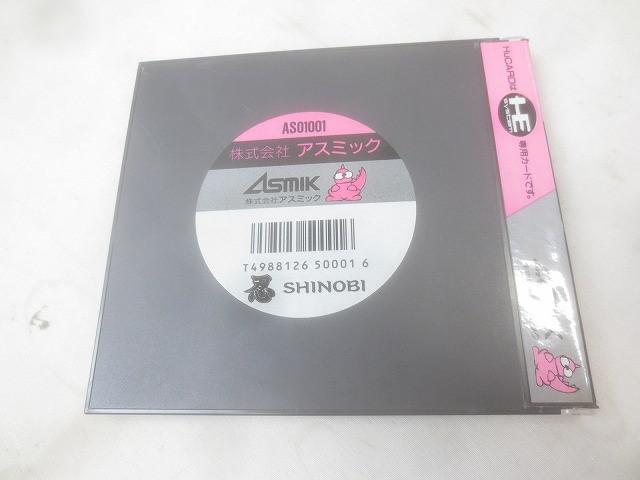 AS01001
株式会社 アスミック
ASMIK
株式会社アスミック
T4988126 50001 6
忍 SHINOBI
HuCARDは
HE
SYSTEM
専用カードです。